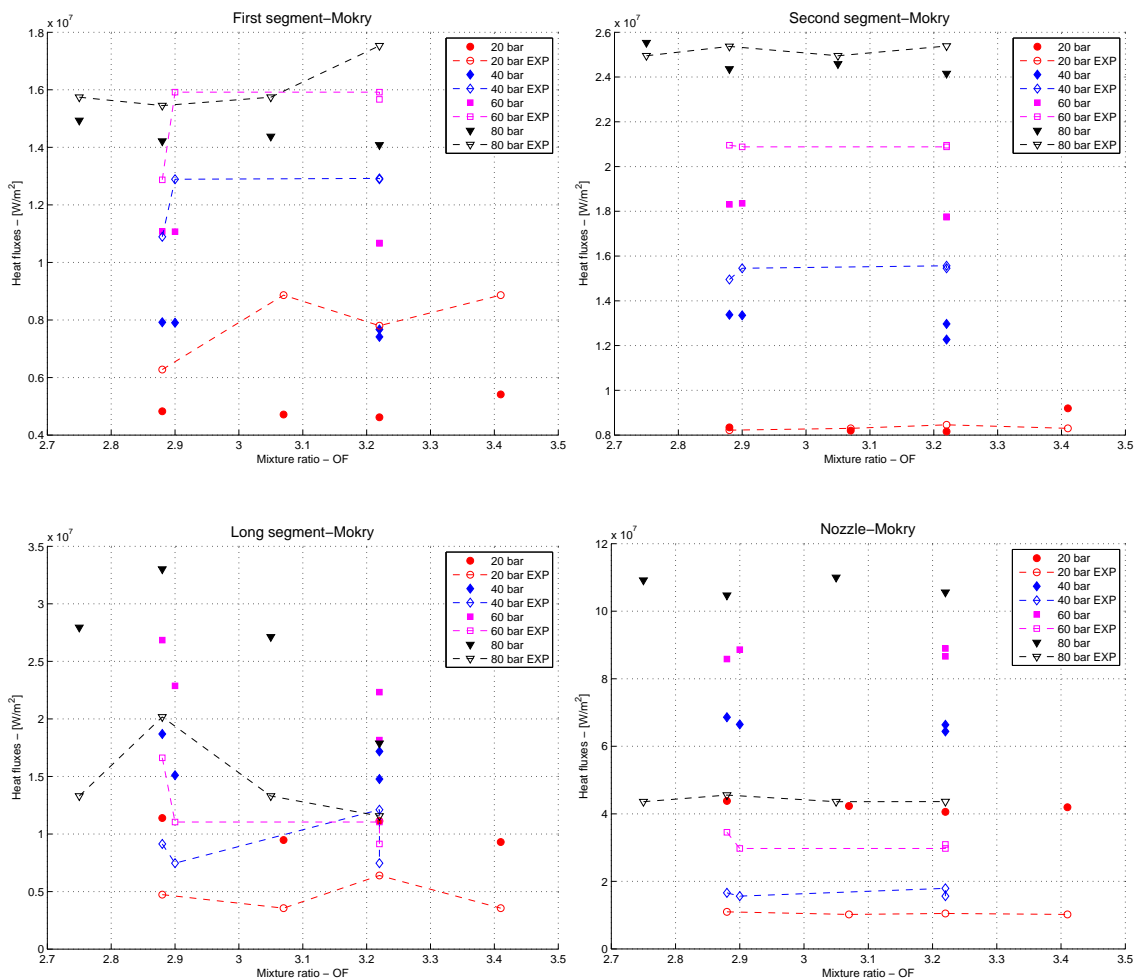 First segment−Mokry
x 10^7
1.8
1.6
1.4
1.2
1
0.8
0.6
0.4
Heat fluxes − [W/m^2]
20 bar
20 bar EXP
40 bar
40 bar EXP
60 bar
60 bar EXP
80 bar
80 bar EXP
2.7 2.8 2.9 3 3.1 3.2 3.3 3.4 3.5
Mixture ratio − OF
Second segment−Mokry
x 10^7
2.6
2.4
2.2
2
1.8
1.6
1.4
1.2
1
0.8
Heat fluxes − [W/m^2]
20 bar
20 bar EXP
40 bar
40 bar EXP
60 bar
60 bar EXP
80 bar
80 bar EXP
2.7 2.8 2.9 3 3.1 3.2 3.3 3.4 3.5
Mixture ratio − OF
Long segment−Mokry
x 10^7
3.5
3
2.5
2
1.5
1
0.5
0
Heat fluxes − [W/m^2]
20 bar
20 bar EXP
40 bar
40 bar EXP
60 bar
60 bar EXP
80 bar
80 bar EXP
2.7 2.8 2.9 3 3.1 3.2 3.3 3.4 3.5
Mixture ratio − OF
Nozzle−Mokry
x 10^7
12
10
8
6
4
2
0
Heat fluxes − [W/m^2]
20 bar
20 bar EXP
40 bar
40 bar EXP
60 bar
60 bar EXP
80 bar
80 bar EXP
2.7 2.8 2.9 3 3.1 3.2 3.3 3.4 3.5
Mixture ratio − OF